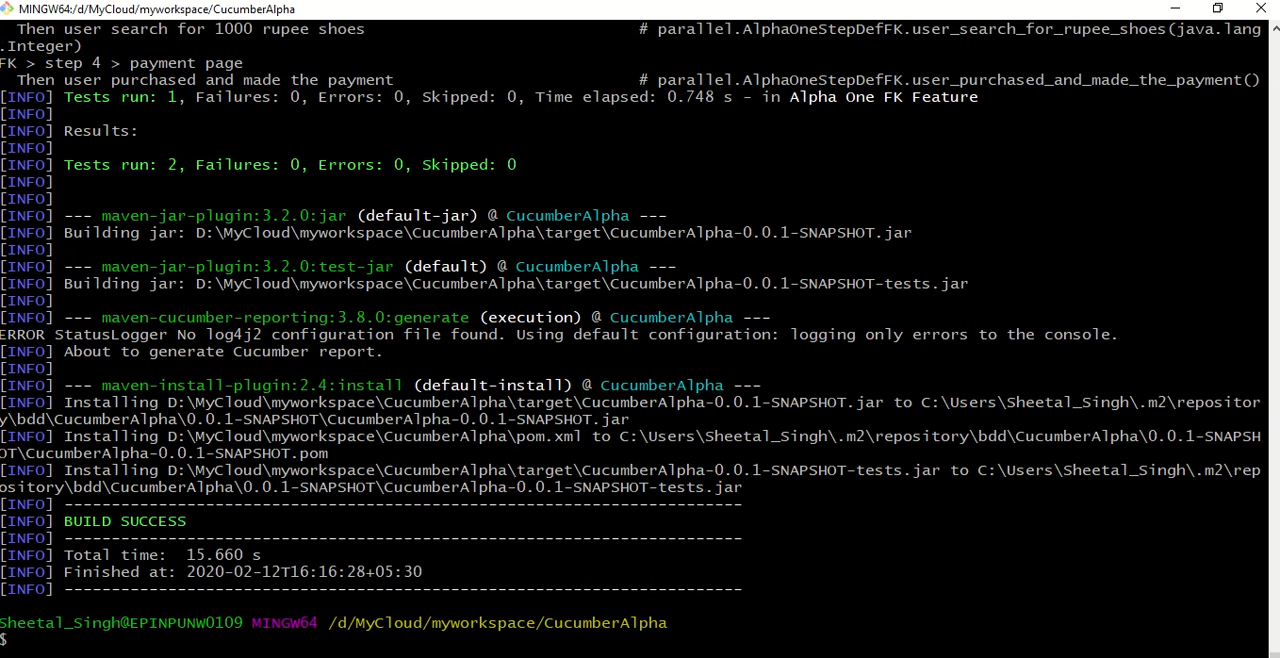 MINGW64:/d/MyCloud/myworkspace/CucumberAlpha
  Then user search for 1000 rupee shoes                             # parallel.AlphaOneStepDefFK.user_search_for_rupee_shoes(java.lang
.Integer)
FK > step 4 > payment page
  Then user purchased and made the payment                          # parallel.AlphaOneStepDefFK.user_purchased_and_made_the_payment()
[INFO] Tests run: 1, Failures: 0, Errors: 0, Skipped: 0, Time elapsed: 0.748 s - in Alpha One FK Feature
[INFO]
[INFO] Results:
[INFO]
[INFO] Tests run: 2, Failures: 0, Errors: 0, Skipped: 0
[INFO]
[INFO]
[INFO] --- maven-jar-plugin:3.2.0:jar (default-jar) @ CucumberAlpha ---
[INFO] Building jar: D:\MyCloud\myworkspace\CucumberAlpha\target\CucumberAlpha-0.0.1-SNAPSHOT.jar
[INFO]
[INFO] --- maven-jar-plugin:3.2.0:test-jar (default) @ CucumberAlpha ---
[INFO] Building jar: D:\MyCloud\myworkspace\CucumberAlpha\target\CucumberAlpha-0.0.1-SNAPSHOT-tests.jar
[INFO]
[INFO] --- maven-cucumber-reporting:3.8.0:generate (execution) @ CucumberAlpha ---
ERROR StatusLogger No log4j2 configuration file found. Using default configuration: logging only errors to the console.
[INFO] About to generate Cucumber report.
[INFO]
[INFO] --- maven-install-plugin:2.4:install (default-install) @ CucumberAlpha ---
[INFO] Installing D:\MyCloud\myworkspace\CucumberAlpha\target\CucumberAlpha-0.0.1-SNAPSHOT.jar to C:\Users\Sheetal_Singh\.m2\repositor
y\bdd\CucumberAlpha\0.0.1-SNAPSHOT\CucumberAlpha-0.0.1-SNAPSHOT.jar
[INFO] Installing D:\MyCloud\myworkspace\CucumberAlpha\pom.xml to C:\Users\Sheetal_Singh\.m2\repository\bdd\CucumberAlpha\0.0.1-SNAPSH
OT\CucumberAlpha-0.0.1-SNAPSHOT.pom
[INFO] Installing D:\MyCloud\myworkspace\CucumberAlpha\target\CucumberAlpha-0.0.1-SNAPSHOT-tests.jar to C:\Users\Sheetal_Singh\.m2\rep
ository\bdd\CucumberAlpha\0.0.1-SNAPSHOT\CucumberAlpha-0.0.1-SNAPSHOT-tests.jar
[INFO] ------------------------------------------------------------------------
[INFO] BUILD SUCCESS
[INFO] ------------------------------------------------------------------------
[INFO] Total time:  15.660 s
[INFO] Finished at: 2020-02-12T16:16:28+05:30
[INFO] ------------------------------------------------------------------------
Sheetal_Singh@EPINPUNW0109 MINGW64 /d/MyCloud/myworkspace/CucumberAlpha
$